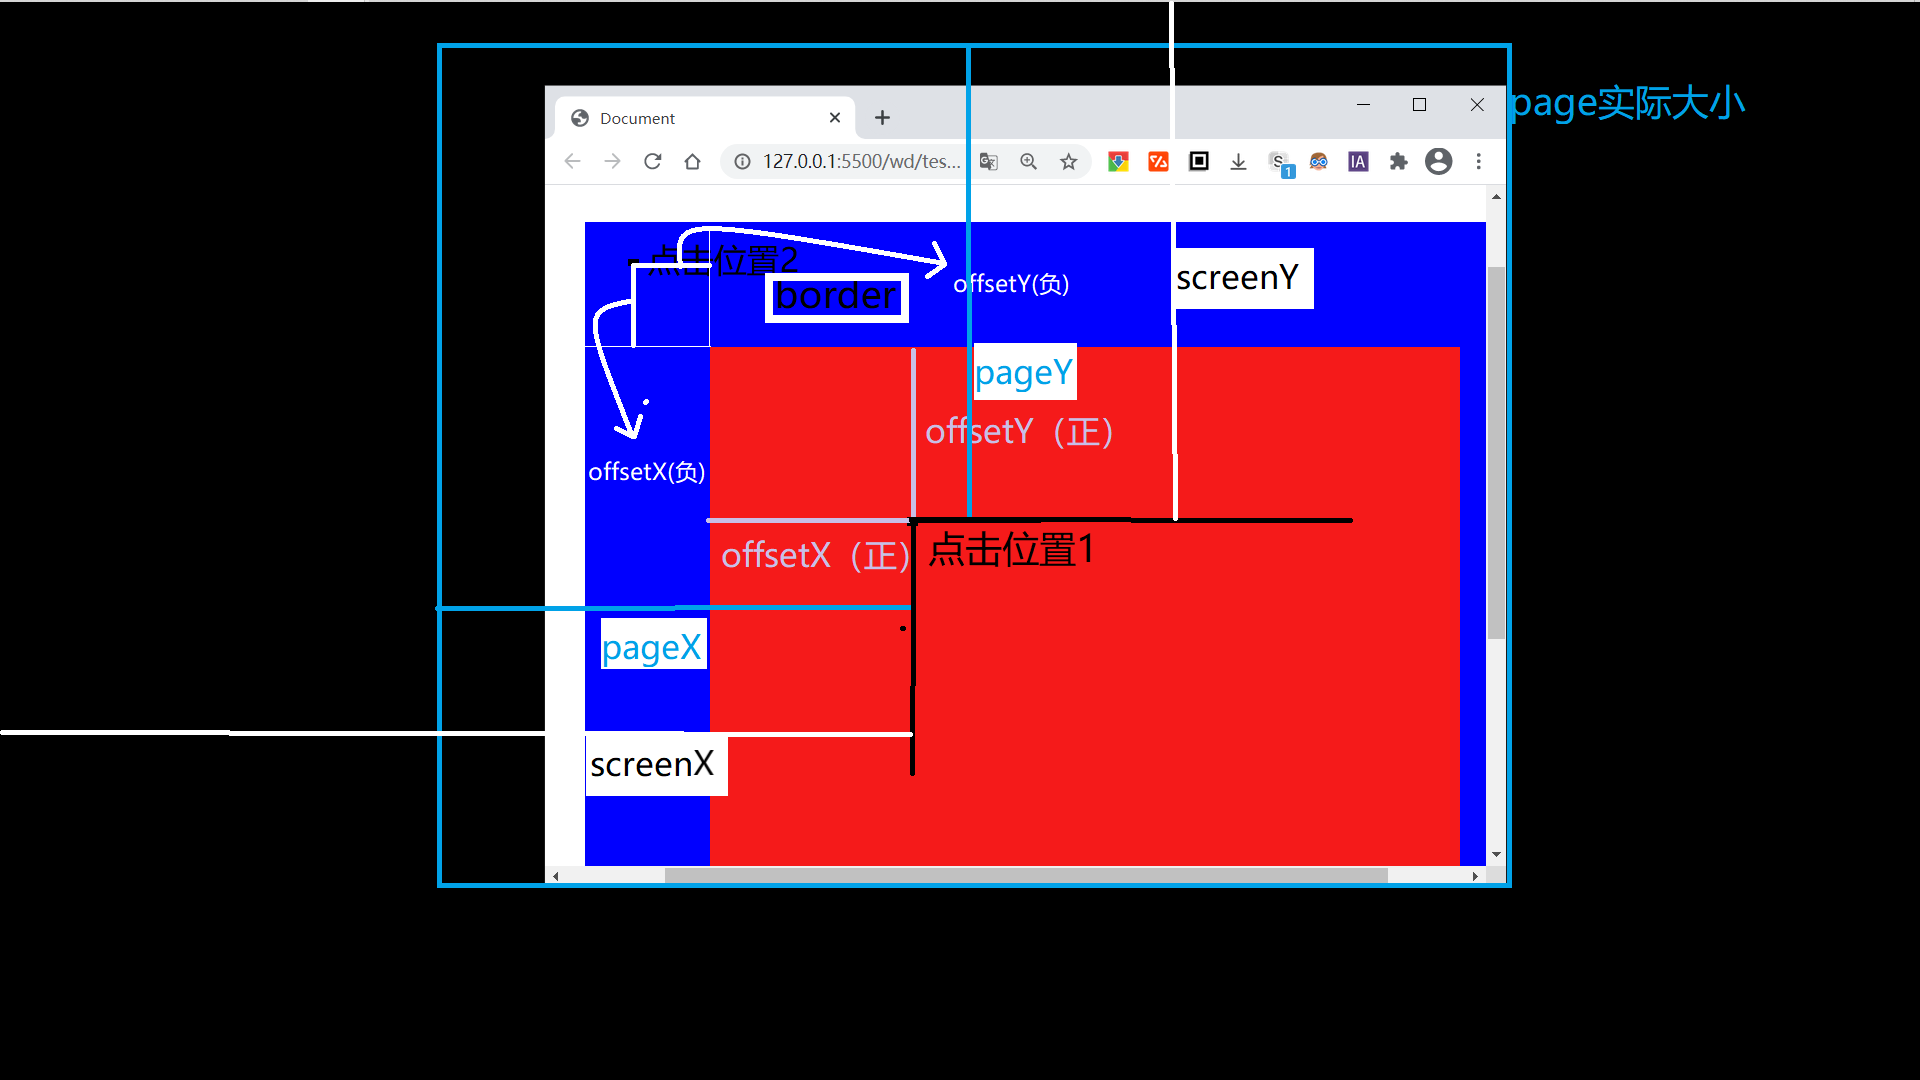 page实际大小
Document
127.0.0.1:5500/wd/tes...
S
1
IA
点击位置2
border
offsetY(负)
screenY
pageY
offsetY（正）
offsetX(负)
offsetX（正）
点击位置1
pageX
screenX